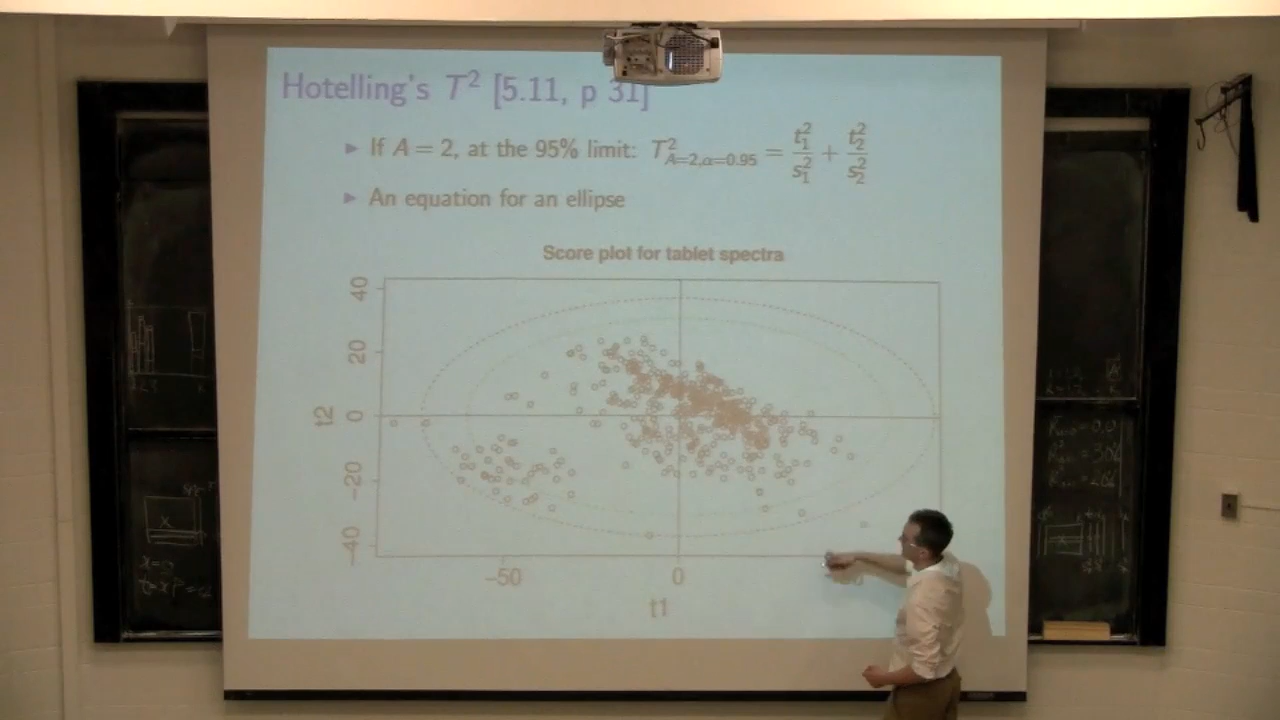 Hotelling's T² [5.11, p 31]
▶ If A = 2, at the 95% limit: T²_{A=2,α=0.95} = t₁²/s₁² + t₂²/s₂²
▶ An equation for an ellipse
Score plot for tablet spectra
40
20
0
−20
−40
t2
−50
0
t1